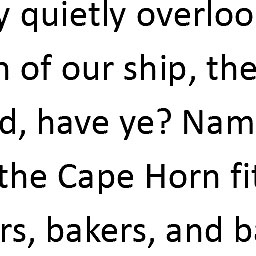 y quietly overloo
n of our ship, the
d, have ye? Nam
the Cape Horn fit
rs, bakers, and ba